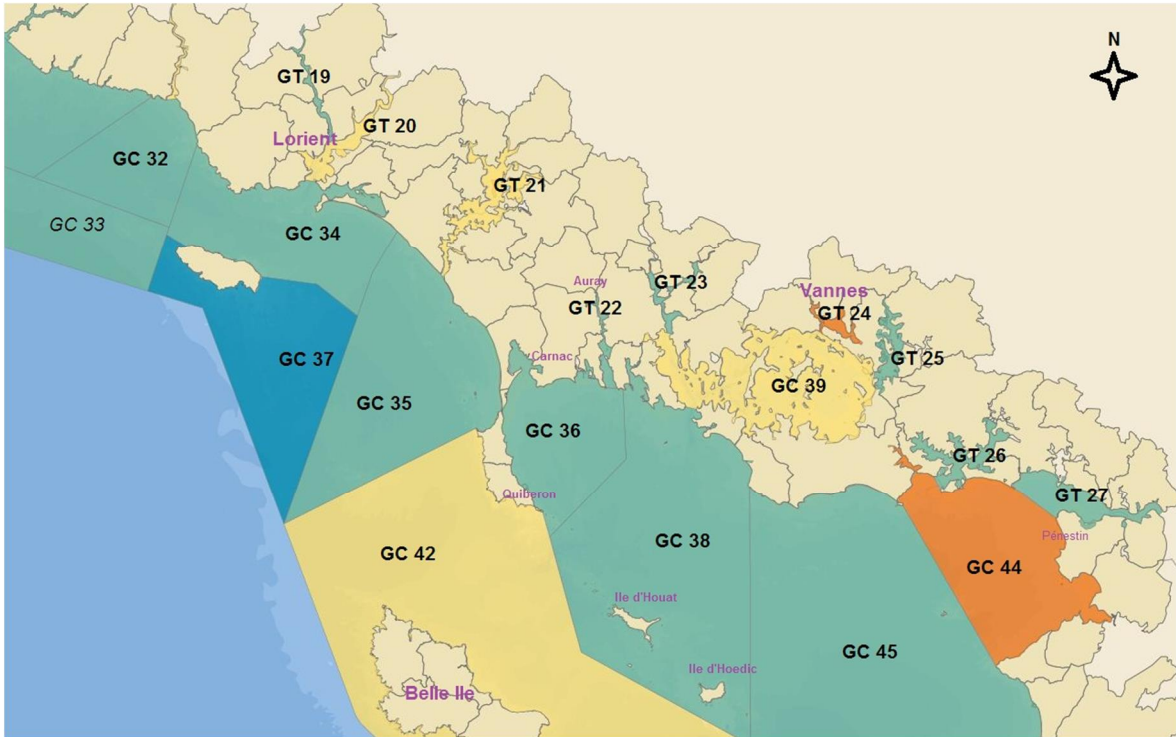 N
GT 19
GT 20
Lorient
GC 32
GT 21
GC 33
GC 34
Auray
GT 23
Vannes
GT 22
GT 24
Carnac
GC 37
GT 25
GC 39
GC 35
GC 36
GT 26
Quiberon
GT 27
Pénestin
GC 38
GC 42
GC 44
Ile d'Houat
GC 45
Ile d'Hoedic
Belle Ile